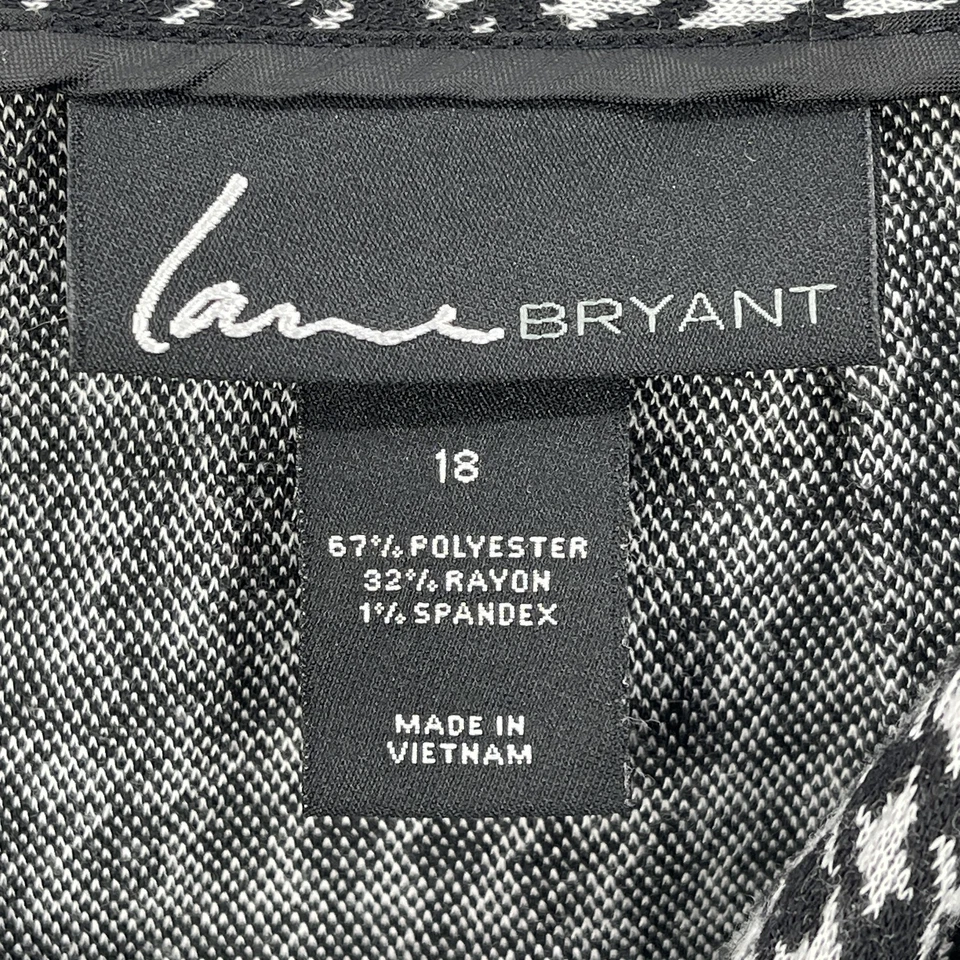 Lane BRYANT
18
67% POLYESTER
32% RAYON
1% SPANDEX
MADE IN
VIETNAM